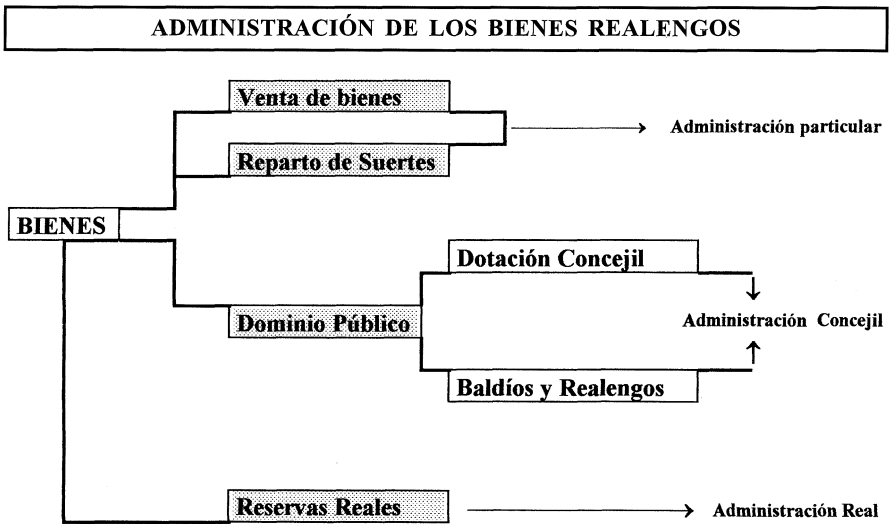 ADMINISTRACIÓN DE LOS BIENES REALENGOS
Venta de bienes
Administración particular
Reparto de Suertes
BIENES
Dotación Concejil
Dominio Público
Administración Concejil
Baldíos y Realengos
Reservas Reales
Administración Real